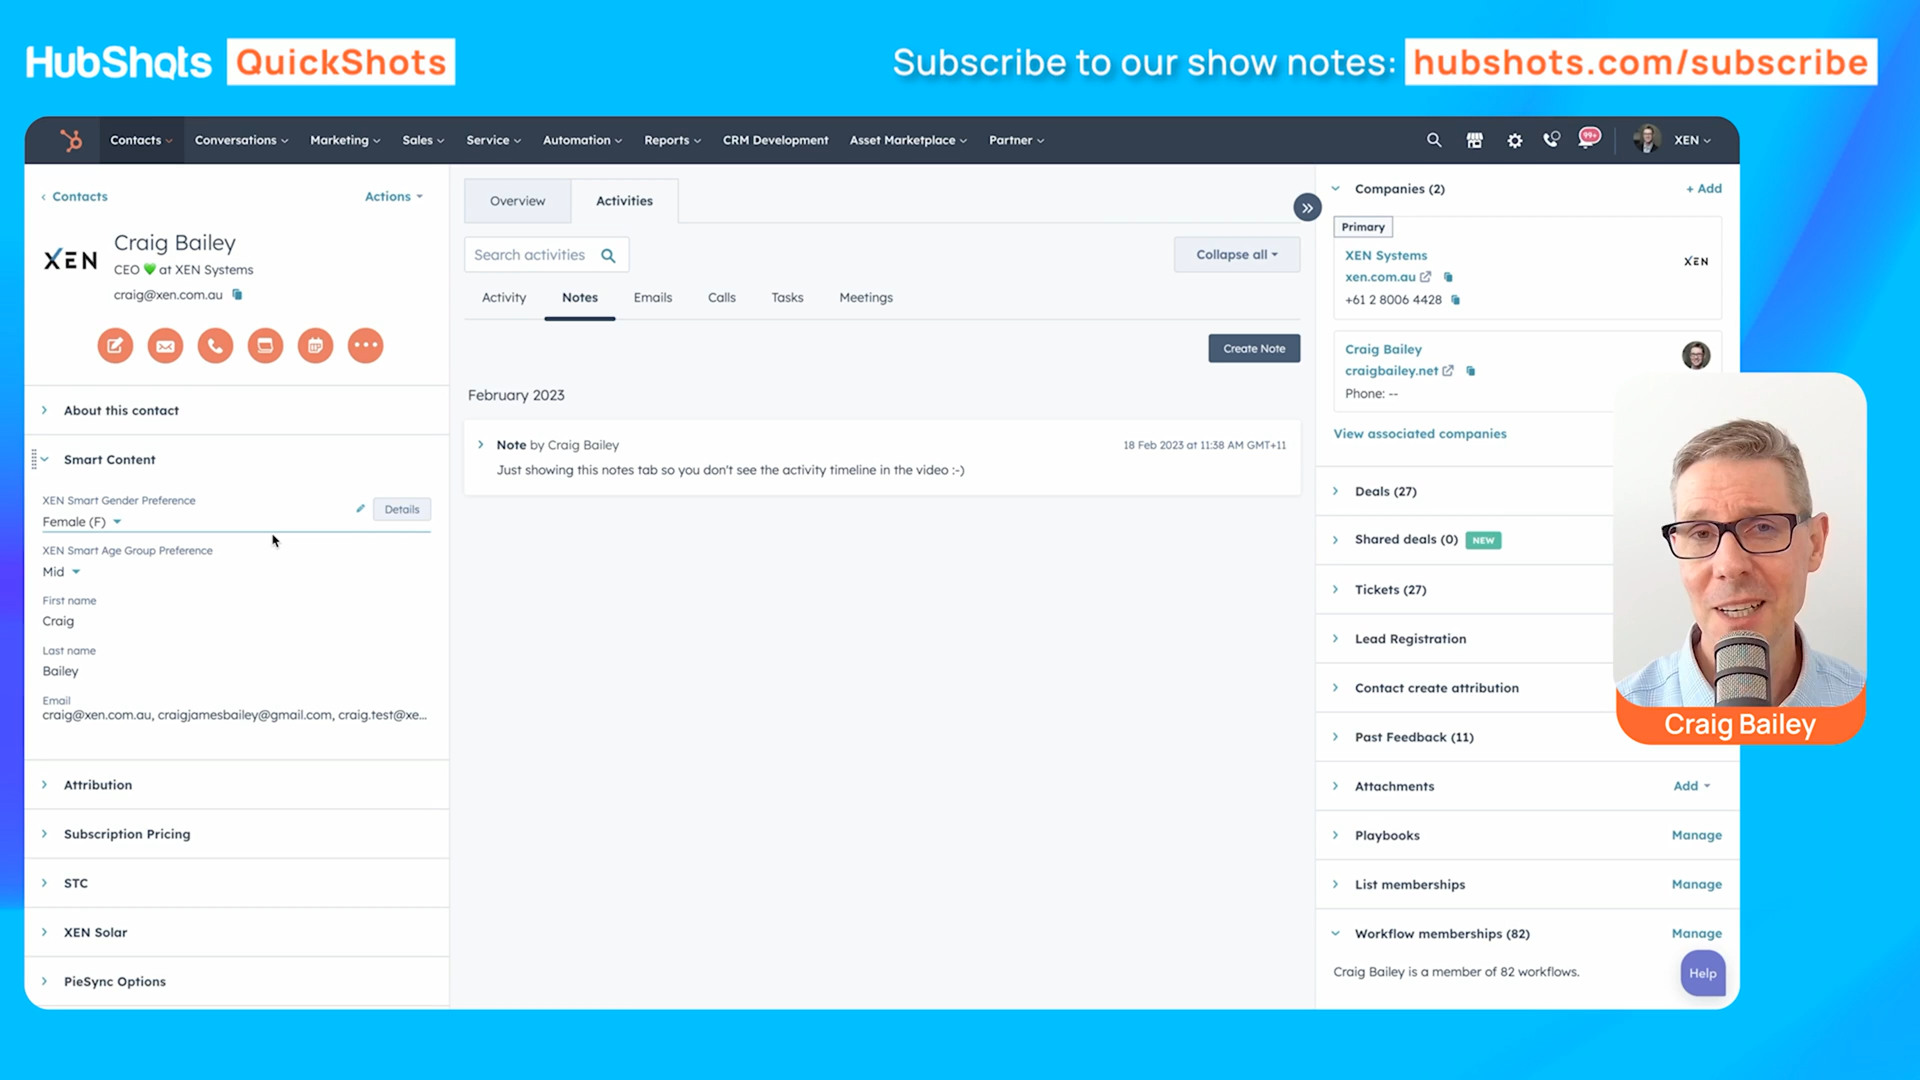 HubShots QuickShots
Subscribe to our show notes: hubshots.com/subscribe
Contacts Conversations Marketing Sales Service Automation Reports CRM Development Asset Marketplace Partner 99+ XEN
Contacts Actions
XEN
Craig Bailey
CEO 💚 at XEN Systems
craig@xen.com.au
About this contact
Smart Content
XEN Smart Gender Preference
Female (F)
Details
XEN Smart Age Group Preference
Mid
First name
Craig
Last name
Bailey
Email
craig@xen.com.au, craigjamesbailey@gmail.com, craig.test@xe...
Attribution
Subscription Pricing
STC
XEN Solar
PieSync Options
Overview Activities
Search activities
Collapse all
Activity Notes Emails Calls Tasks Meetings
Create Note
February 2023
Note by Craig Bailey 18 Feb 2023 at 11:38 AM GMT+11
Just showing this notes tab so you don't see the activity timeline in the video :-)
Companies (2) + Add
Primary
XEN Systems
xen.com.au
XEN
+61 2 8006 4428
Craig Bailey
craigbailey.net
Phone: --
View associated companies
Deals (27)
Shared deals (0) NEW
Tickets (27)
Lead Registration
Contact create attribution
Past Feedback (11)
Attachments Add
Playbooks Manage
List memberships Manage
Workflow memberships (82) Manage
Craig Bailey is a member of 82 workflows.
Help
Craig Bailey